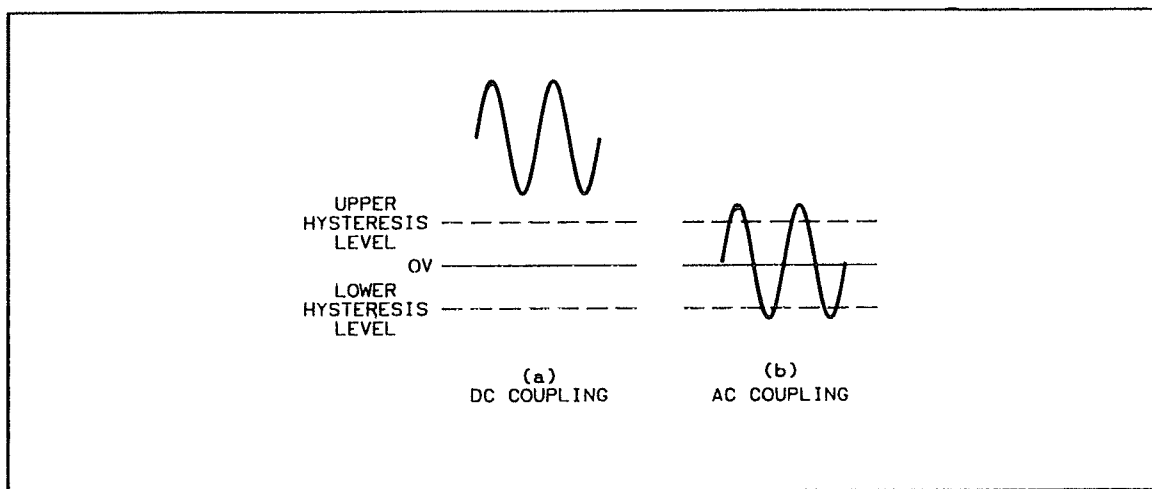 UPPER
HYSTERESIS
LEVEL
OV
LOWER
HYSTERESIS
LEVEL
(a)
DC COUPLING
(b)
AC COUPLING